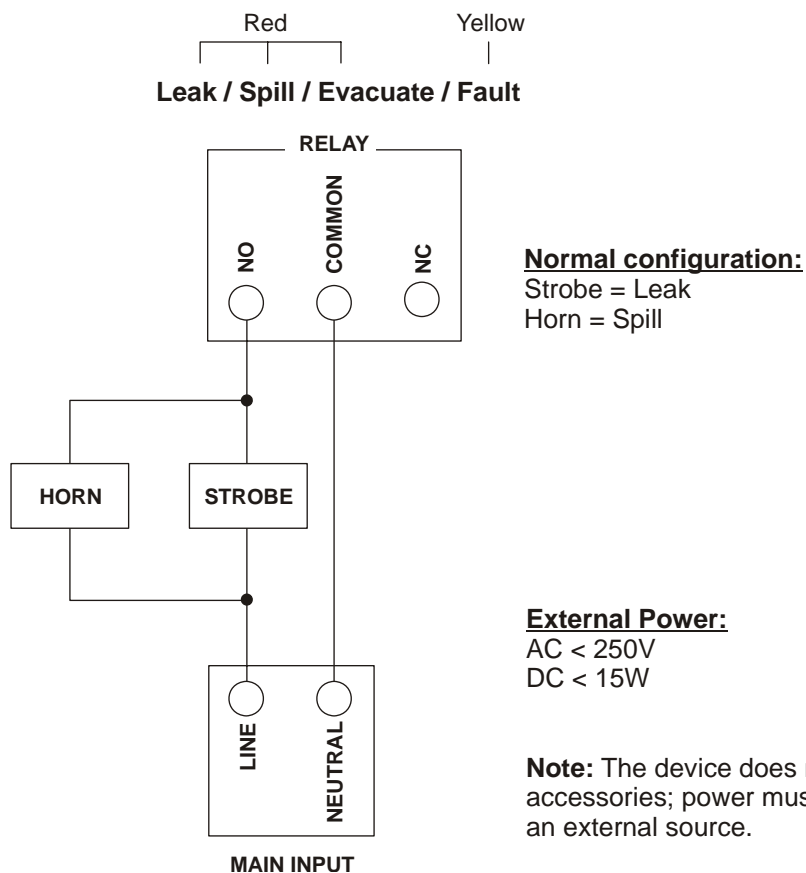 Red Yellow
Leak / Spill / Evacuate / Fault
RELAY
NO COMMON NC
Normal configuration:
Strobe = Leak
Horn = Spill
HORN STROBE
External Power:
AC < 250V
DC < 15W
LINE NEUTRAL
Note: The device does
accessories; power
an external source.
MAIN INPUT